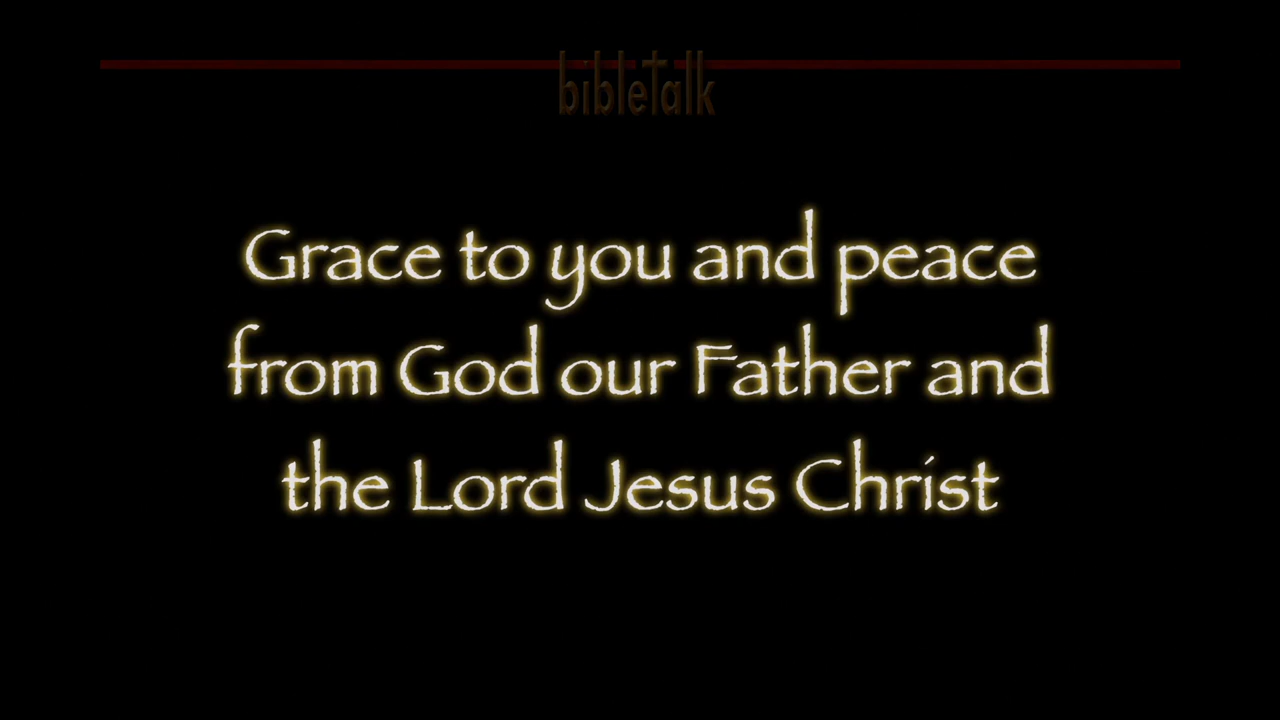 bibleTalk
Grace to you and peace
from God our Father and
the Lord Jesus Christ